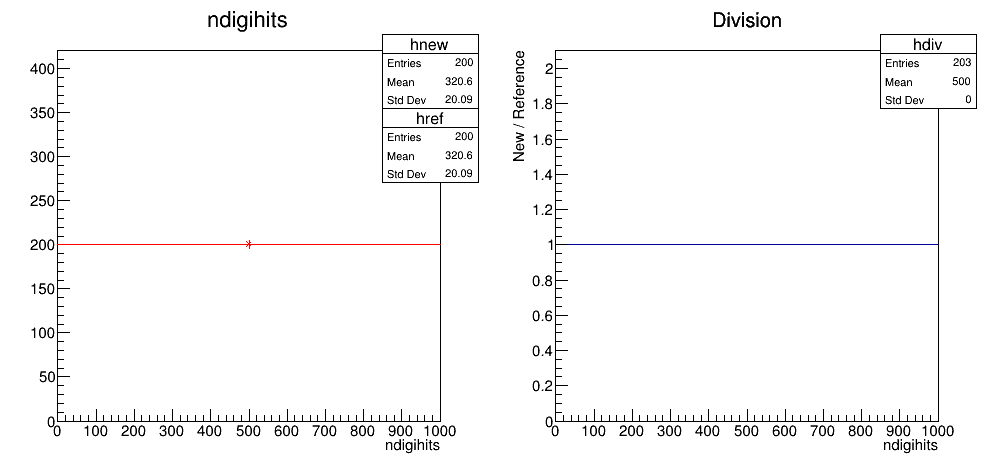 ndigihits
hnew
Entries 200
Mean 320.6
Std Dev 20.09
href
Entries 200
Mean 320.6
Std Dev 20.09
400
350
300
250
200
150
100
50
0
0 100 200 300 400 500 600 700 800 900 1000
ndigihits
Division
hdiv
Entries 203
Mean 500
Std Dev 0
New / Reference
2
1.8
1.6
1.4
1.2
1
0.8
0.6
0.4
0.2
0
0 100 200 300 400 500 600 700 800 900 1000
ndigihits